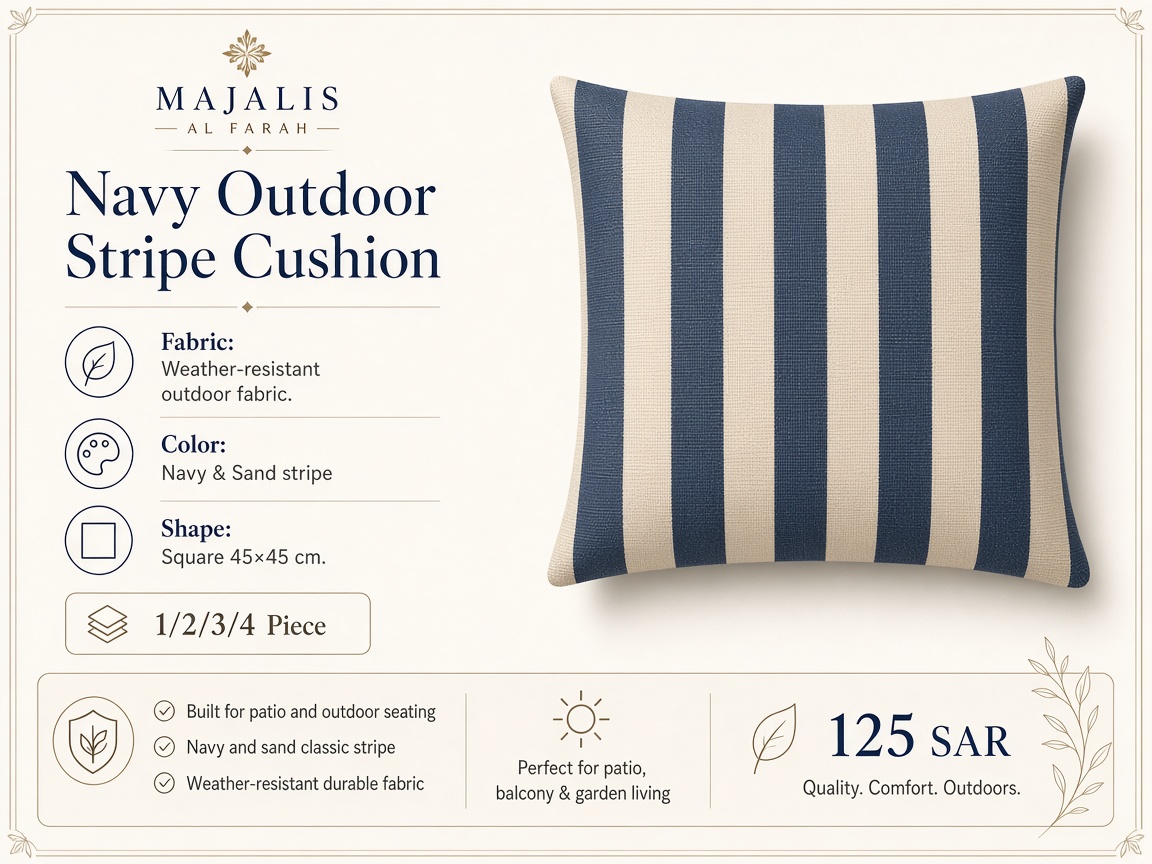 MAJALIS
AL FARAH
Navy Outdoor
Stripe Cushion
Fabric:
Weather-resistant
outdoor fabric.
Color:
Navy & Sand stripe
Shape:
Square 45×45 cm.
1/2/3/4 Piece
Built for patio and outdoor seating
Navy and sand classic stripe
Weather-resistant durable fabric
Perfect for patio,
balcony & garden living
125 SAR
Quality. Comfort. Outdoors.